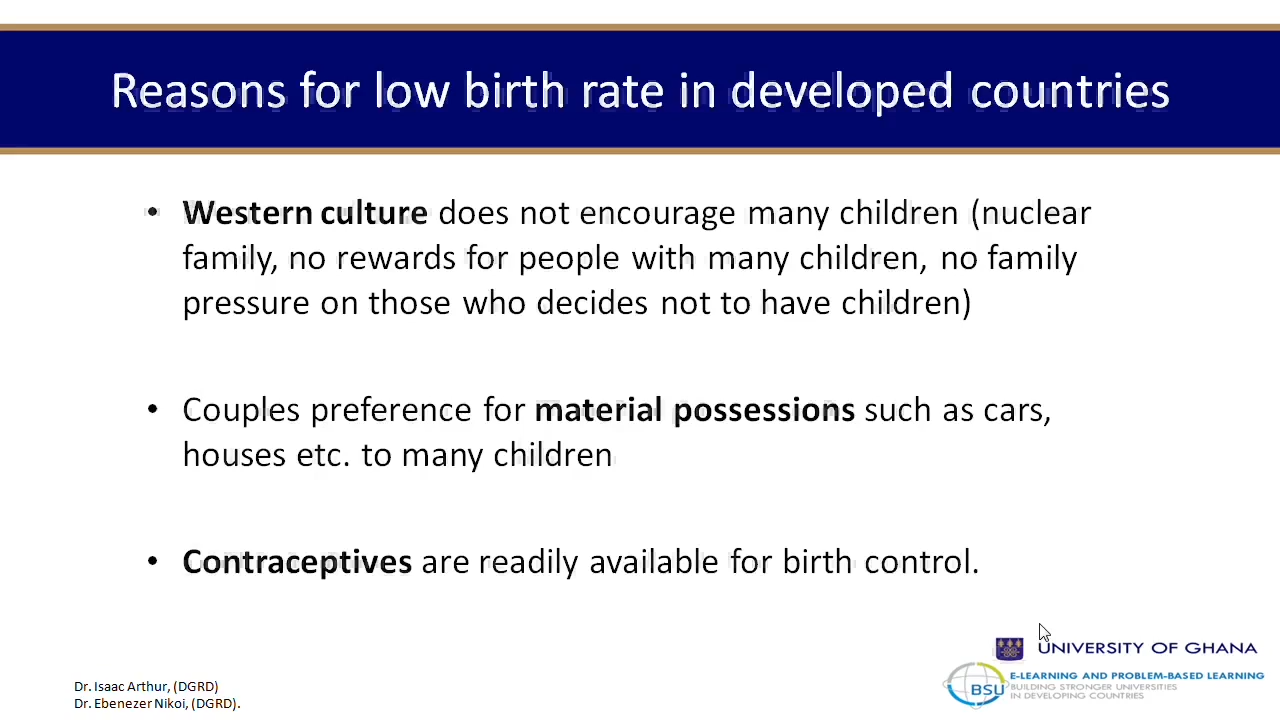 Reasons for low birth rate in developed countries
• Western culture does not encourage many children (nuclear
family, no rewards for people with many children, no family
pressure on those who decides not to have children)
• Couples preference for material possessions such as cars,
houses etc. to many children
• Contraceptives are readily available for birth control.
Dr. Isaac Arthur, (DGRD)
Dr. Ebenezer Nikoi, (DGRD).
UNIVERSITY OF GHANA
BSU
E-LEARNING AND PROBLEM-BASED LEARNING
BUILDING STRONGER UNIVERSITIES
IN DEVELOPING COUNTRIES